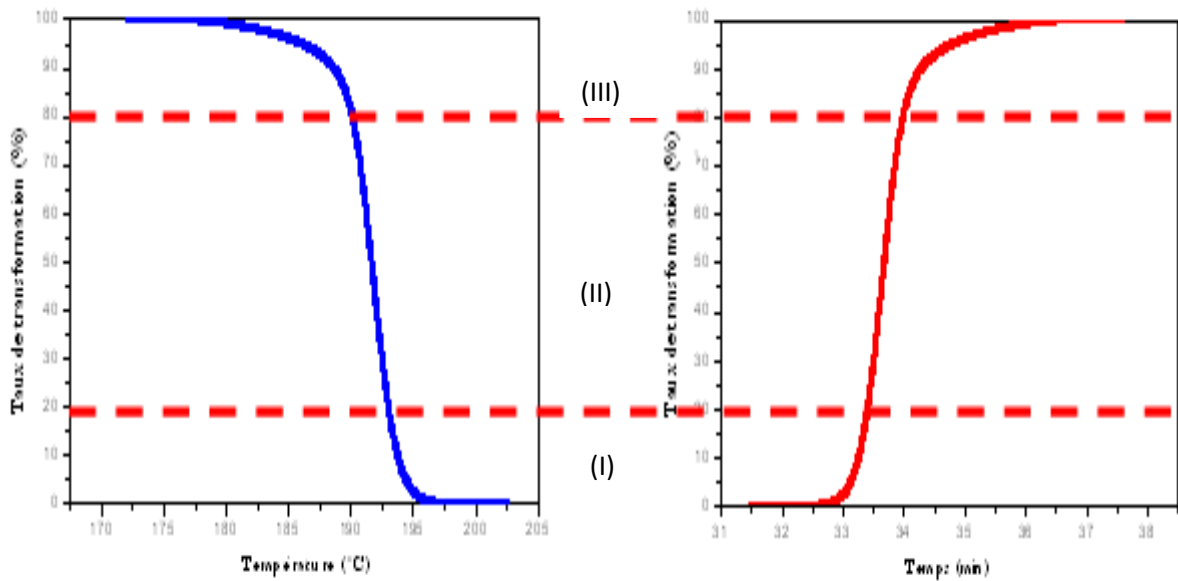 100
90
80
70
60
50
40
30
20
10
0
Taux de transformation (%)
170 175 180 185 190 195 200 205
Température (°C)
(III)
(II)
(I)
100
90
80
70
60
50
40
30
20
10
0
Taux de transformation (%)
31 32 33 34 35 36 37 38
Temps (min)